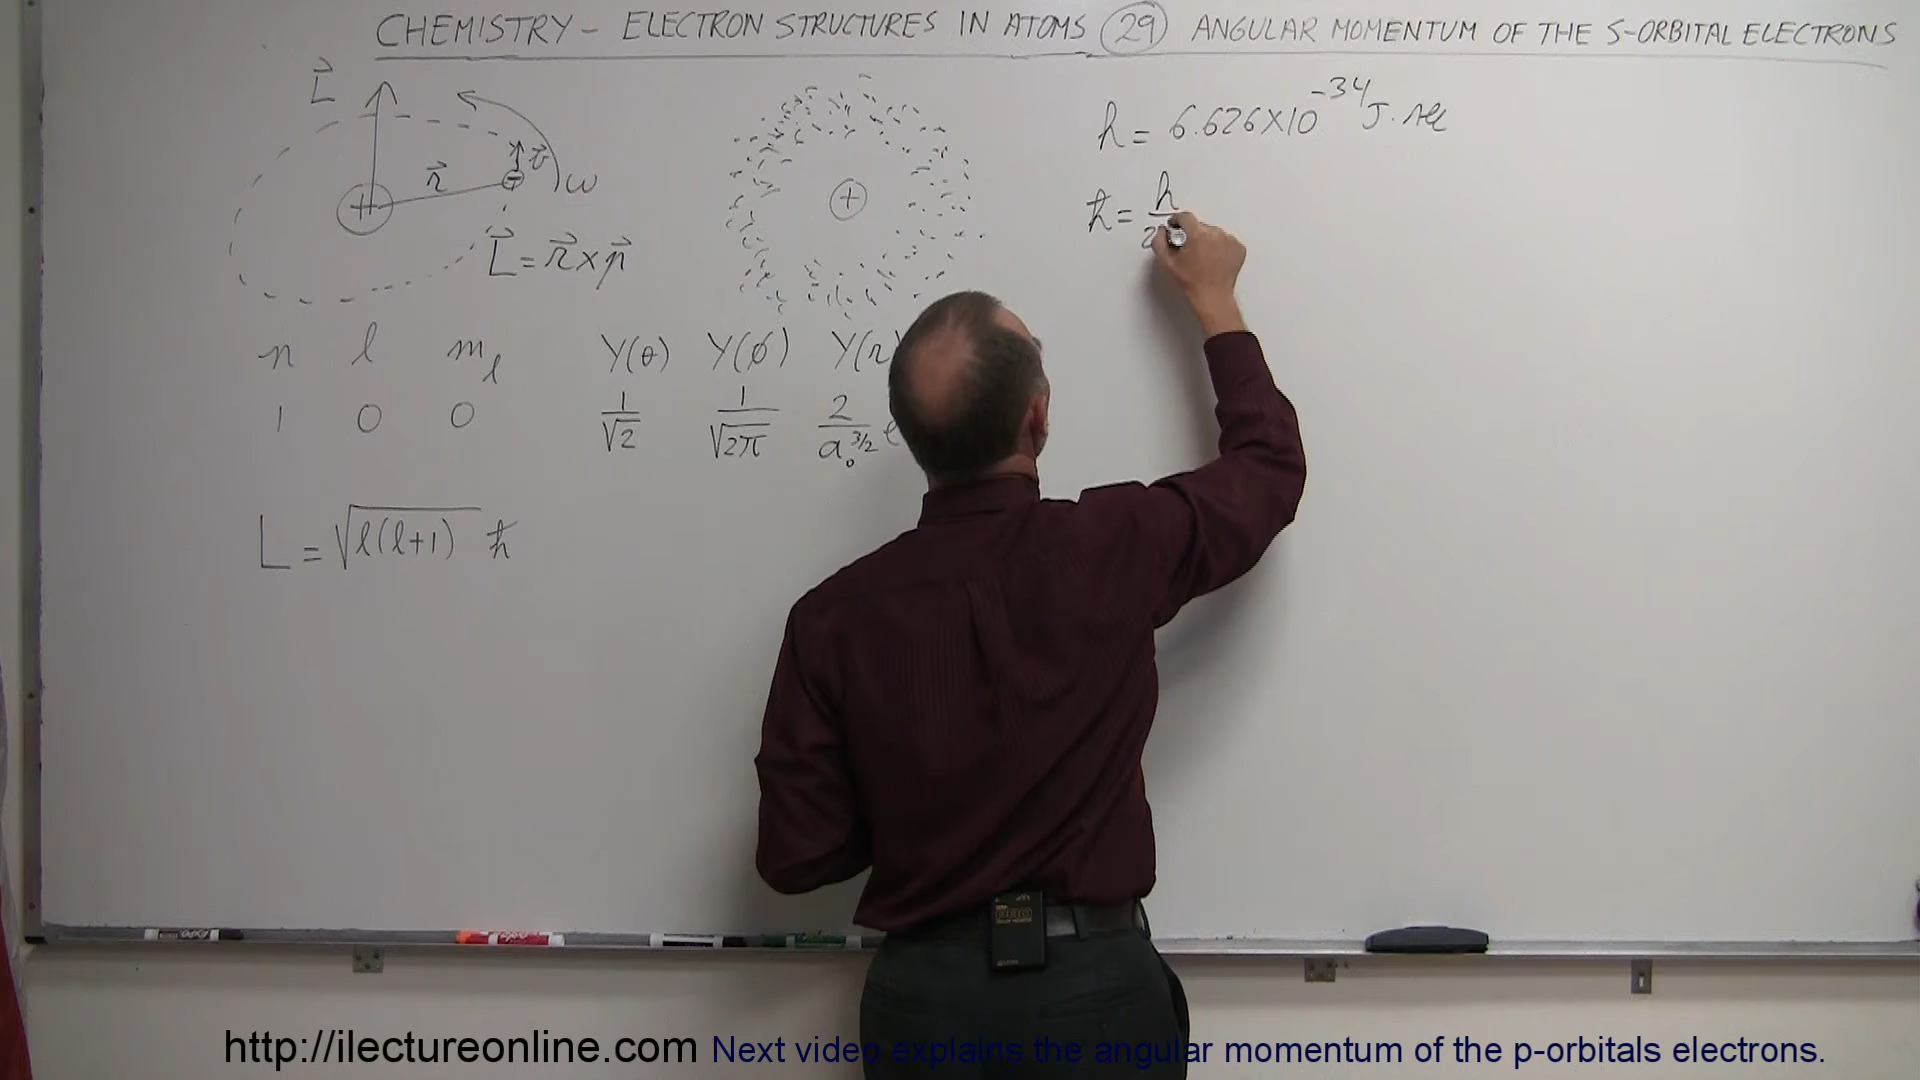 CHEMISTRY – ELECTRON STRUCTURES IN ATOMS 29 ANGULAR MOMENTUM OF THE S-ORBITAL ELECTRONS
L⃗
r⃗ v⃗ ω
L⃗ = r⃗ × p⃗
+
h = 6.626×10⁻³⁴ J·sec
ħ = h/2
n l m_l Y(θ) Y(φ) Y(r
1 0 0 1/√2 1/√2π 2/a₀^3/2 e
L = √l(l+1) ħ
http://ilectureonline.com Next video explains the angular momentum of the p-orbitals electrons.